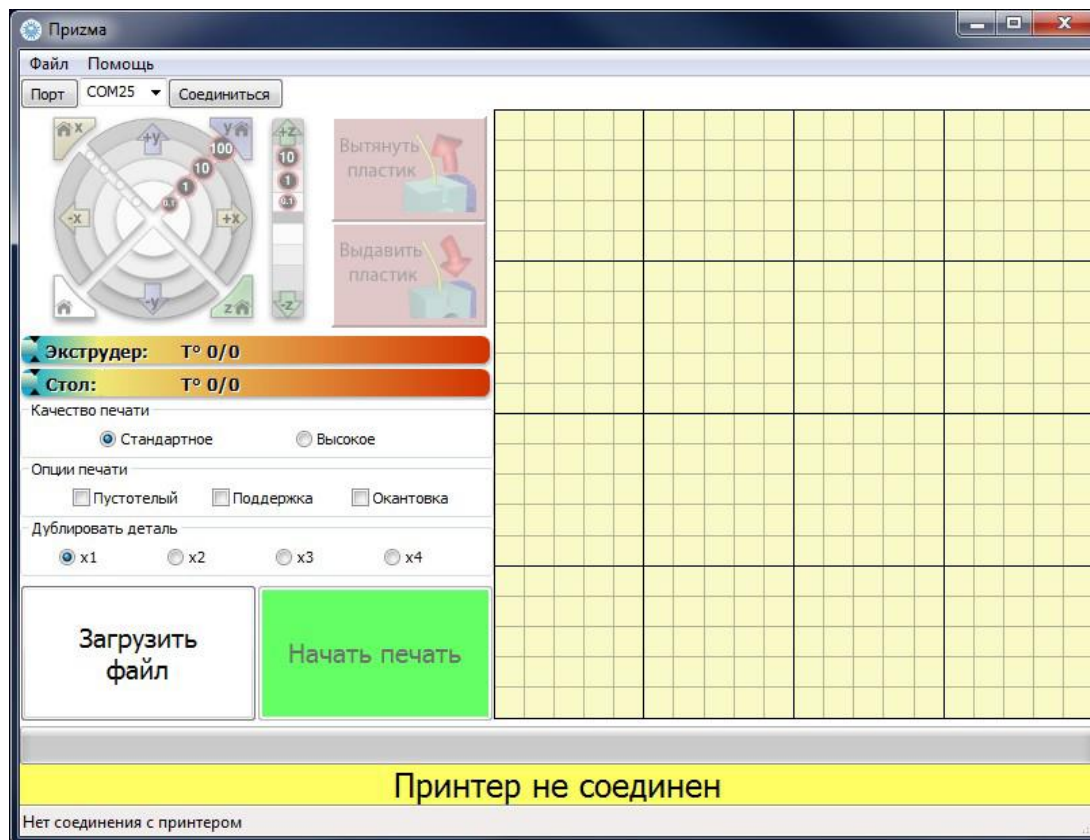 Приzма
Файл Помощь
Порт COM25 Соединиться
x +y y
100
10
1
0.1
-x +x
-y z
+z
10
1
0.1
-z
Вытянуть
пластик
Выдавить
пластик
Экструдер: T° 0/0
Стол: T° 0/0
Качество печати
Стандартное Высокое
Опции печати
Пустотелый Поддержка Окантовка
Дублировать деталь
x1 x2 x3 x4
Загрузить
файл
Начать печать
Принтер не соединен
Нет соединения с принтером